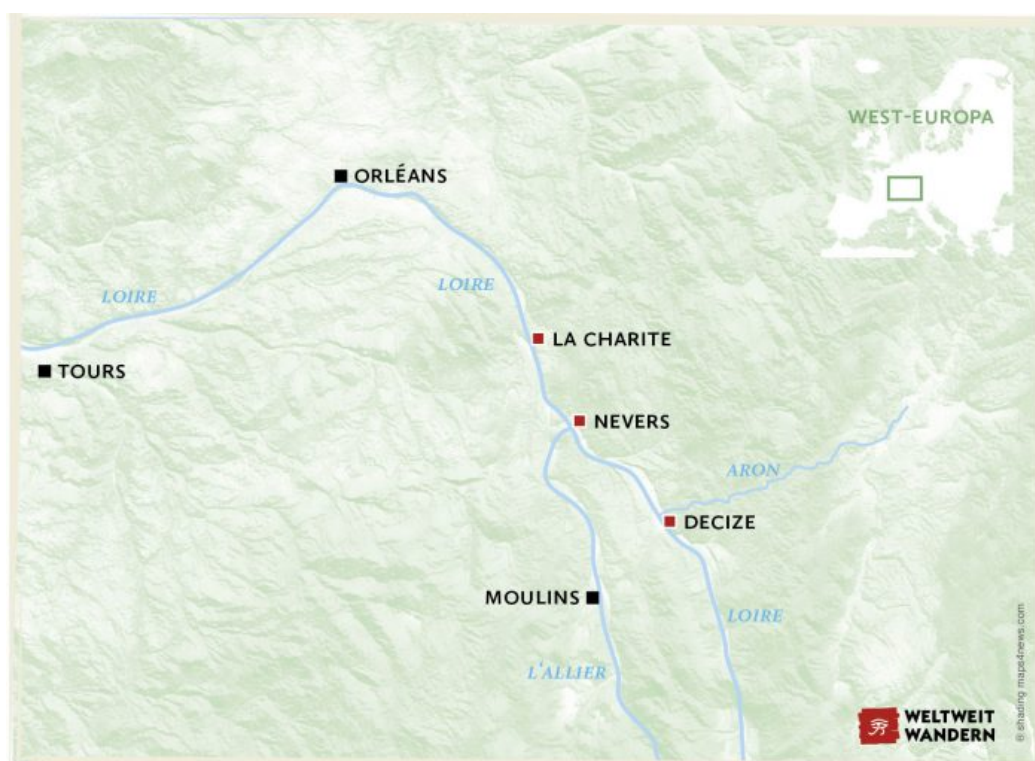 WEST-EUROPA
ORLÉANS
LOIRE
LOIRE
LA CHARITE
TOURS
NEVERS
ARON
DECIZE
MOULINS
LOIRE
L'ALLIER
WELTWEIT
WANDERN
© shading maps4news.com